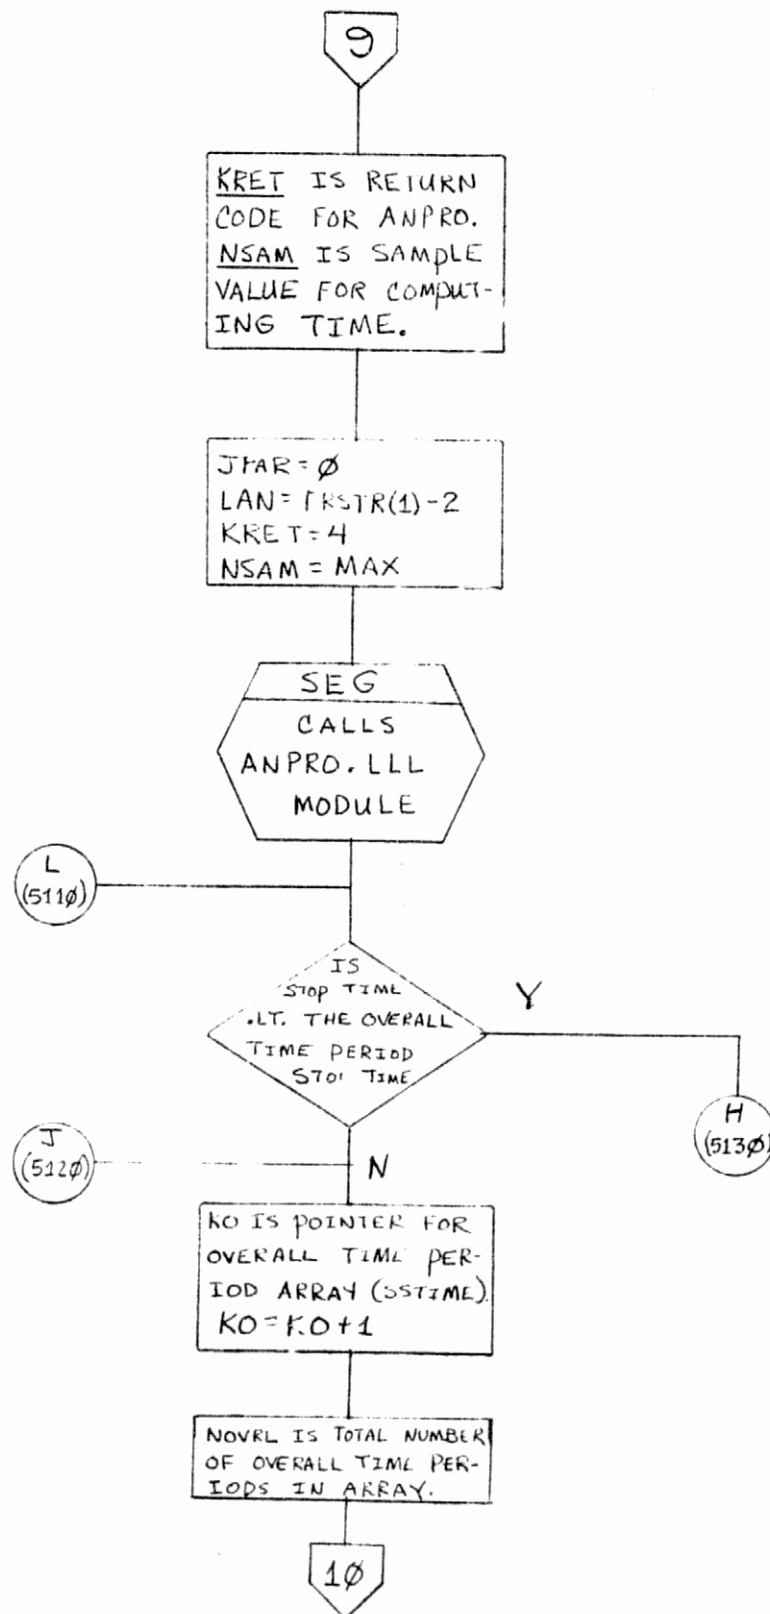 9
KRET IS RETURN
CODE FOR ANPRO.
NSAM IS SAMPLE
VALUE FOR COMPUT-
ING TIME.
= Ø
LAN= (1)-2
KRET=4
NSAM = MAX
SEG
CALLS
ANPRO.LLL
MODULE
L
(511Ø)
IS
STOP TIME
.LT. THE OVERALL
TIME PERIOD
STOP TIME
Y
H
(513Ø)
J
(512Ø)
N
KO IS POINTER FOR
OVERALL TIME PER-
IOD ARRAY (SSTIME).
KO=KO+1
NOVRL IS TOTAL NUMBER
OF OVERALL TIME PER-
IODS IN ARRAY.
1Ø